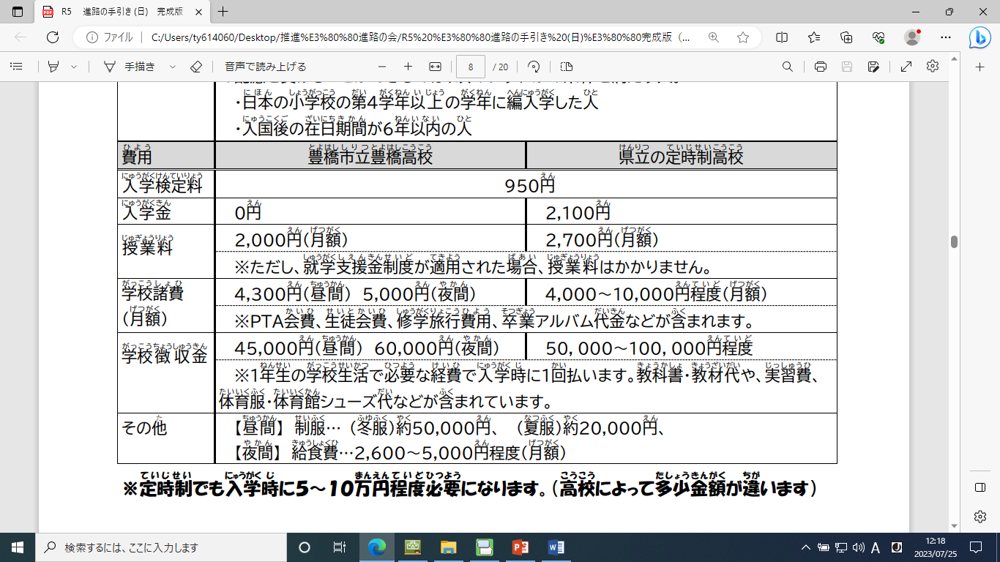 R5 進路の手引き(日) 完成版
ファイル C:/Users/ty614060/Desktop/推進%E3%80%80進路の会/R5%20%E3%80%80進路の手引き%20(日)%E3%80%80完成版 (...
手描き 音声で読み上げる 8 / 20
・日本の小学校の第4学年以上の学年に編入学した人
・入国後の在日期間が6年以内の人
費用 豊橋市立豊橋高校 県立の定時制高校
入学検定料 950円
入学金 0円 2,100円
授業料 2,000円(月額) 2,700円(月額)
※ただし、就学支援金制度が適用された場合、授業料はかかりません。
学校諸費 4,300円(昼間) 5,000円(夜間) 4,000～10,000円程度(月額)
(月額) ※PTA会費、生徒会費、修学旅行費用、卒業アルバム代金などが含まれます。
学校徴収金 45,000円(昼間) 60,000円(夜間) 50,000～100,000円程度
※1年生の学校生活で必要な経費で入学時に1回払います。教科書・教材代や、実習費、
体育服・体育館シューズ代などが含まれています。
その他 【昼間】 制服… (冬服)約50,000円、 (夏服)約20,000円、
【夜間】 給食費…2,600～5,000円程度(月額)
※定時制でも入学時に5～10万円程度必要になります。(高校によって多少金額が違います)
検索するには、ここに入力します
A
12:18
2023/07/25